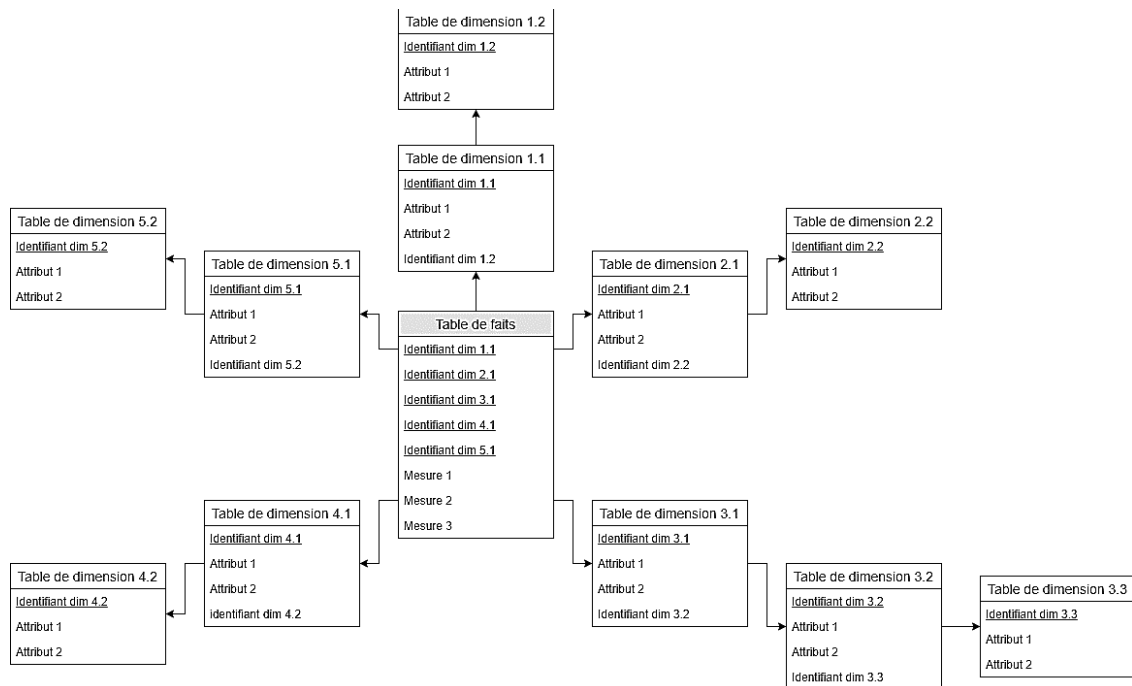 Table de dimension 1.2
Identifiant dim 1.2
Attribut 1
Attribut 2
Table de dimension 1.1
Identifiant dim 1.1
Attribut 1
Attribut 2
Identifiant dim 1.2
Table de dimension 5.2
Identifiant dim 5.2
Attribut 1
Attribut 2
Table de dimension 5.1
Identifiant dim 5.1
Attribut 1
Attribut 2
Identifiant dim 5.2
Table de faits
Identifiant dim 1.1
Identifiant dim 2.1
Identifiant dim 3.1
Identifiant dim 4.1
Identifiant dim 5.1
Mesure 1
Mesure 2
Mesure 3
Table de dimension 2.1
Identifiant dim 2.1
Attribut 1
Attribut 2
Identifiant dim 2.2
Table de dimension 2.2
Identifiant dim 2.2
Attribut 1
Attribut 2
Table de dimension 4.2
Identifiant dim 4.2
Attribut 1
Attribut 2
Table de dimension 4.1
Identifiant dim 4.1
Attribut 1
Attribut 2
identifiant dim 4.2
Table de dimension 3.1
Identifiant dim 3.1
Attribut 1
Attribut 2
Identifiant dim 3.2
Table de dimension 3.2
Identifiant dim 3.2
Attribut 1
Attribut 2
Identifiant dim 3.3
Table de dimension 3.3
Identifiant dim 3.3
Attribut 1
Attribut 2